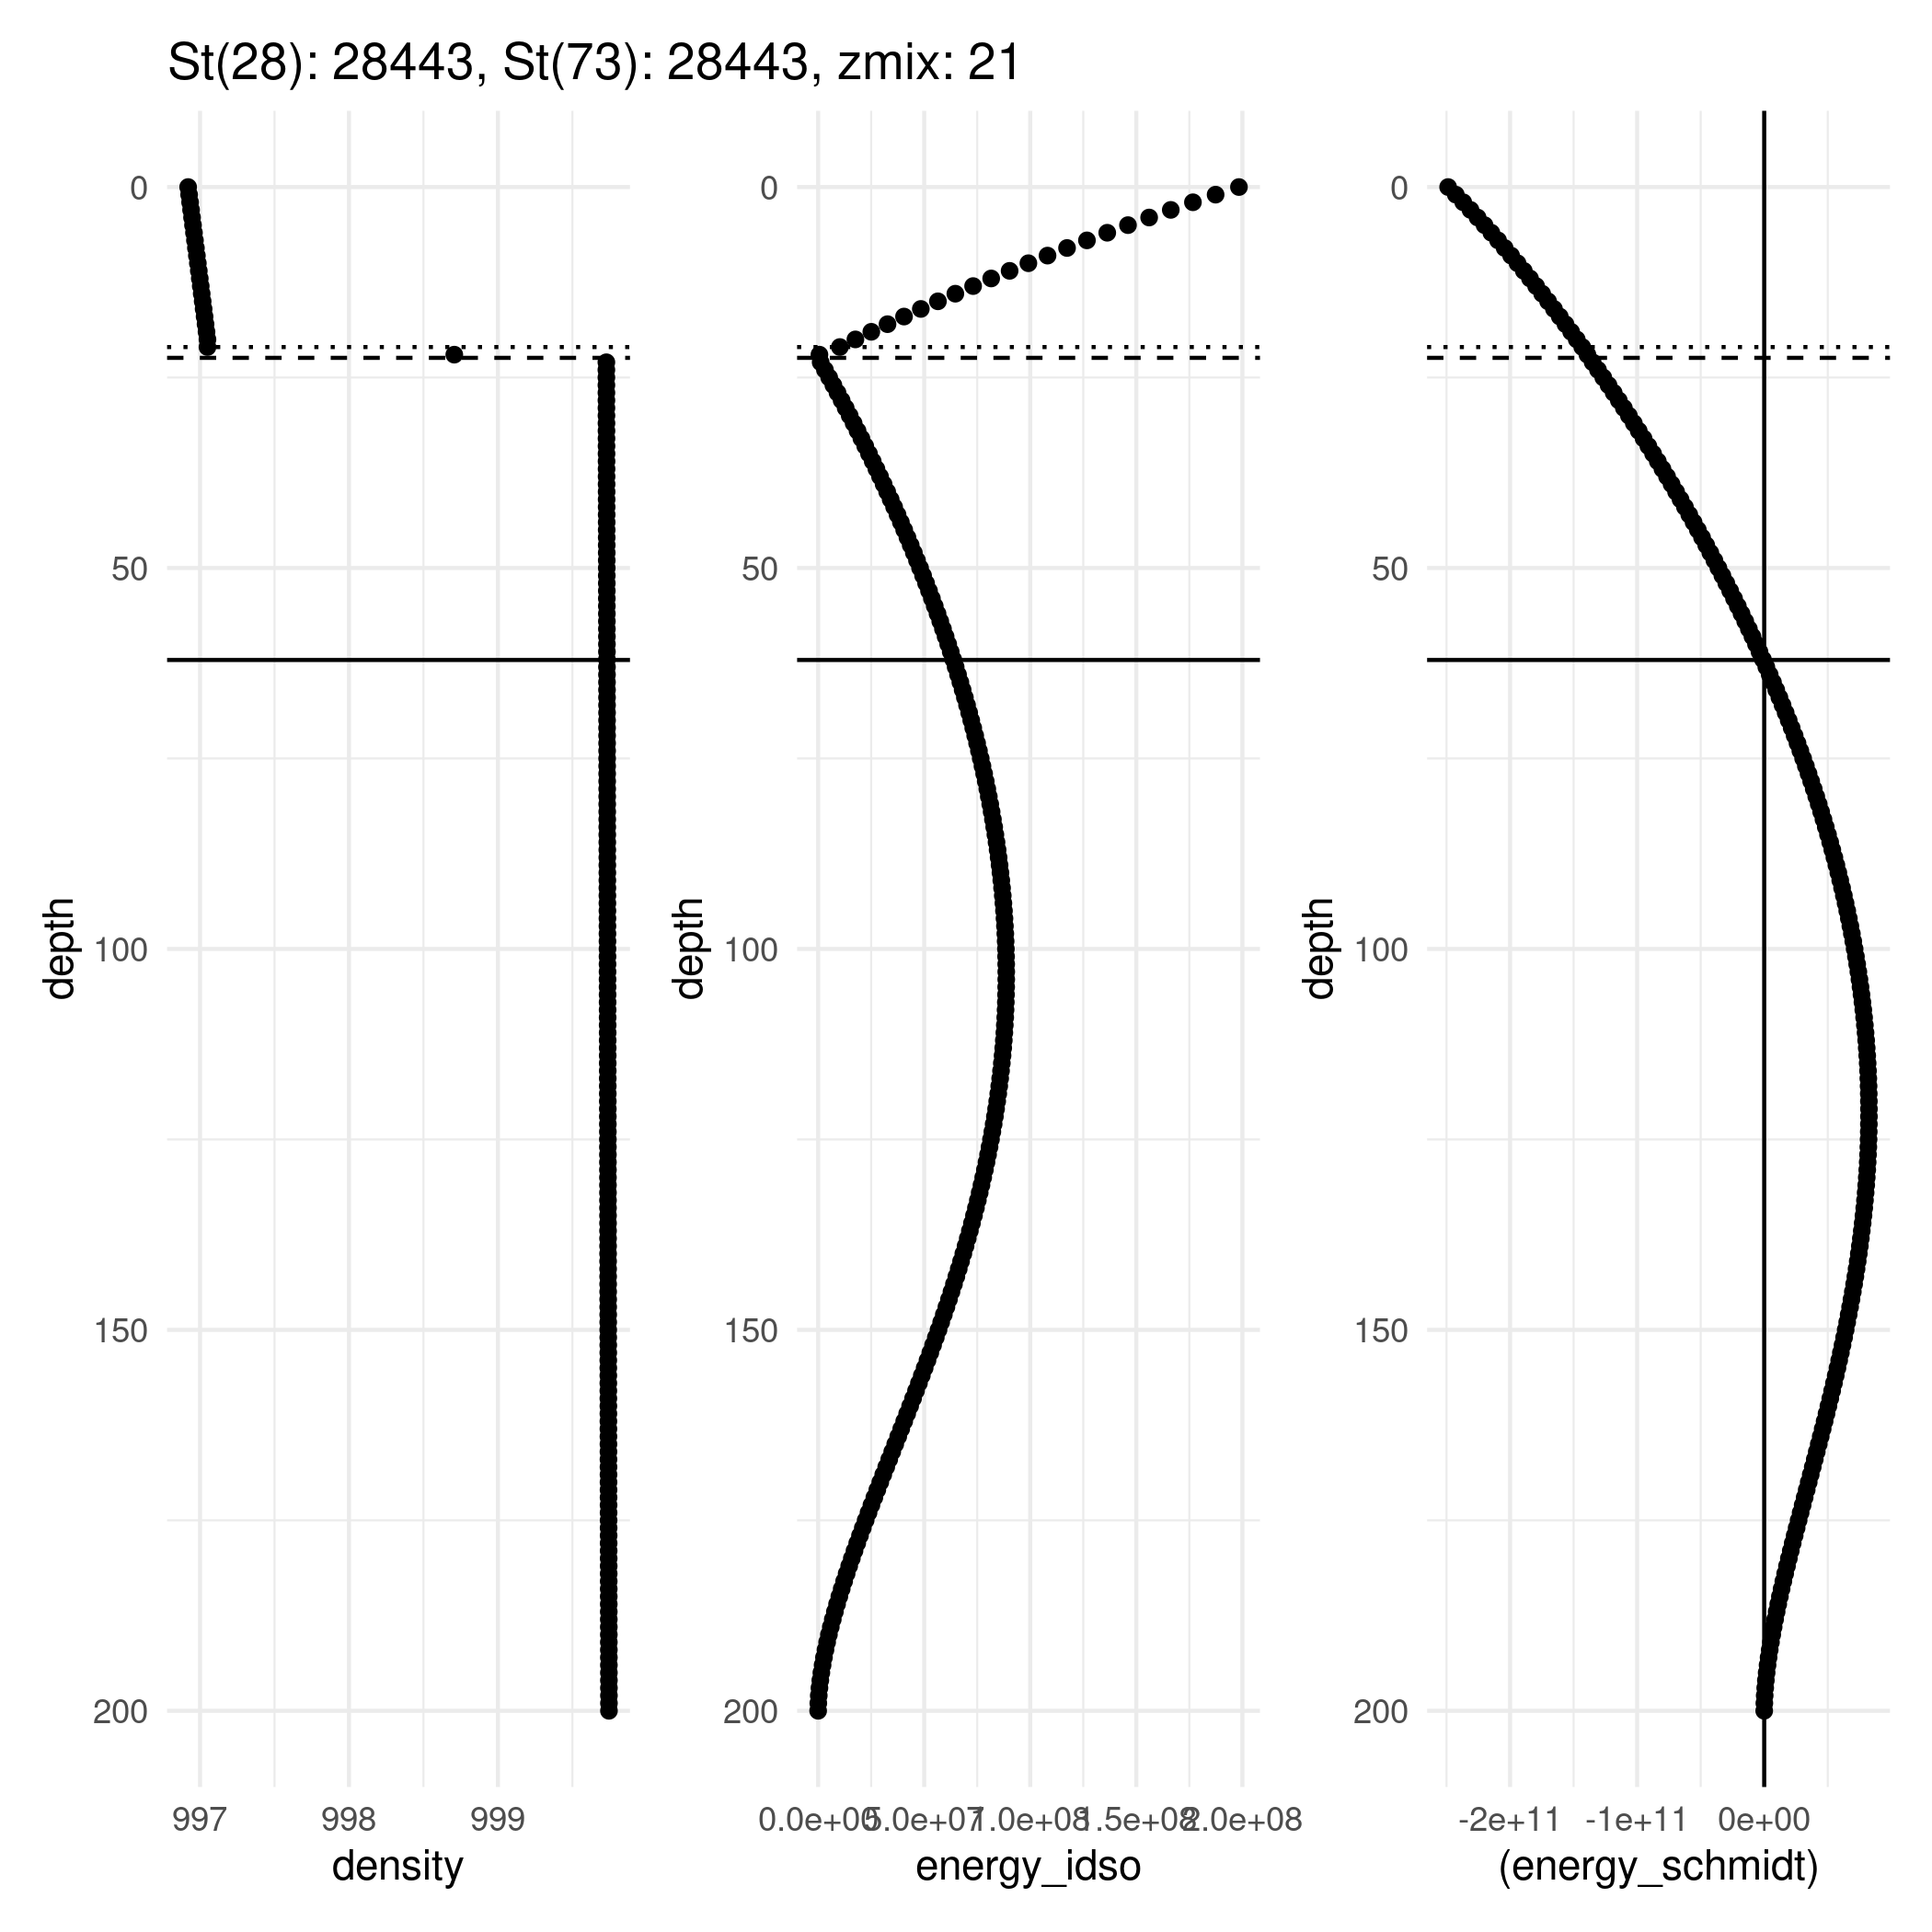 St(28): 28443, St(73): 28443, zmix: 21
0
50
100
150
200
depth
997 998 999
density
0
50
100
150
200
depth
0.0e+00 5.0e+07 1.0e+08 1.5e+08 2.0e+08
energy_idso
0
50
100
150
200
depth
-2e+11 -1e+11 0e+00
(energy_schmidt)